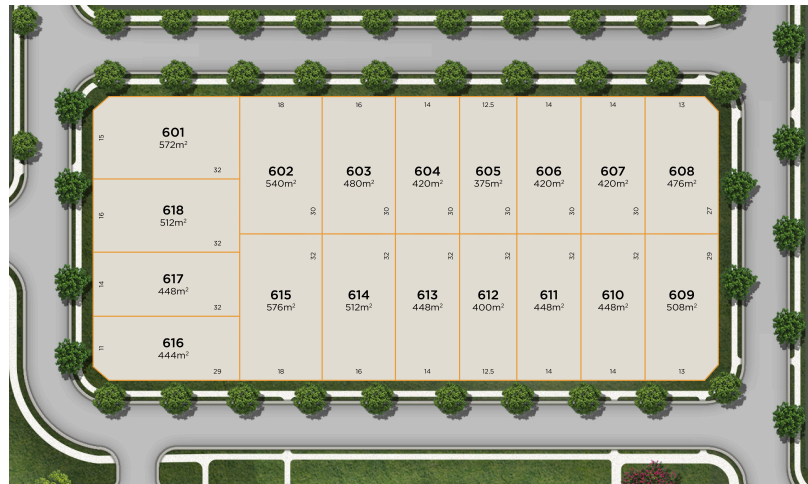 18 16 14 12.5 14 14 13
15
601
572m²
32
602
540m²
30
603
480m²
30
604
420m²
30
605
375m²
30
606
420m²
30
607
420m²
30
608
476m²
27
16
618
512m²
32
14
617
448m²
32
11
616
444m²
29
32
615
576m²
32
614
512m²
32
613
448m²
32
612
400m²
32
611
448m²
32
610
448m²
29
609
508m²
18 16 14 12.5 14 14 13